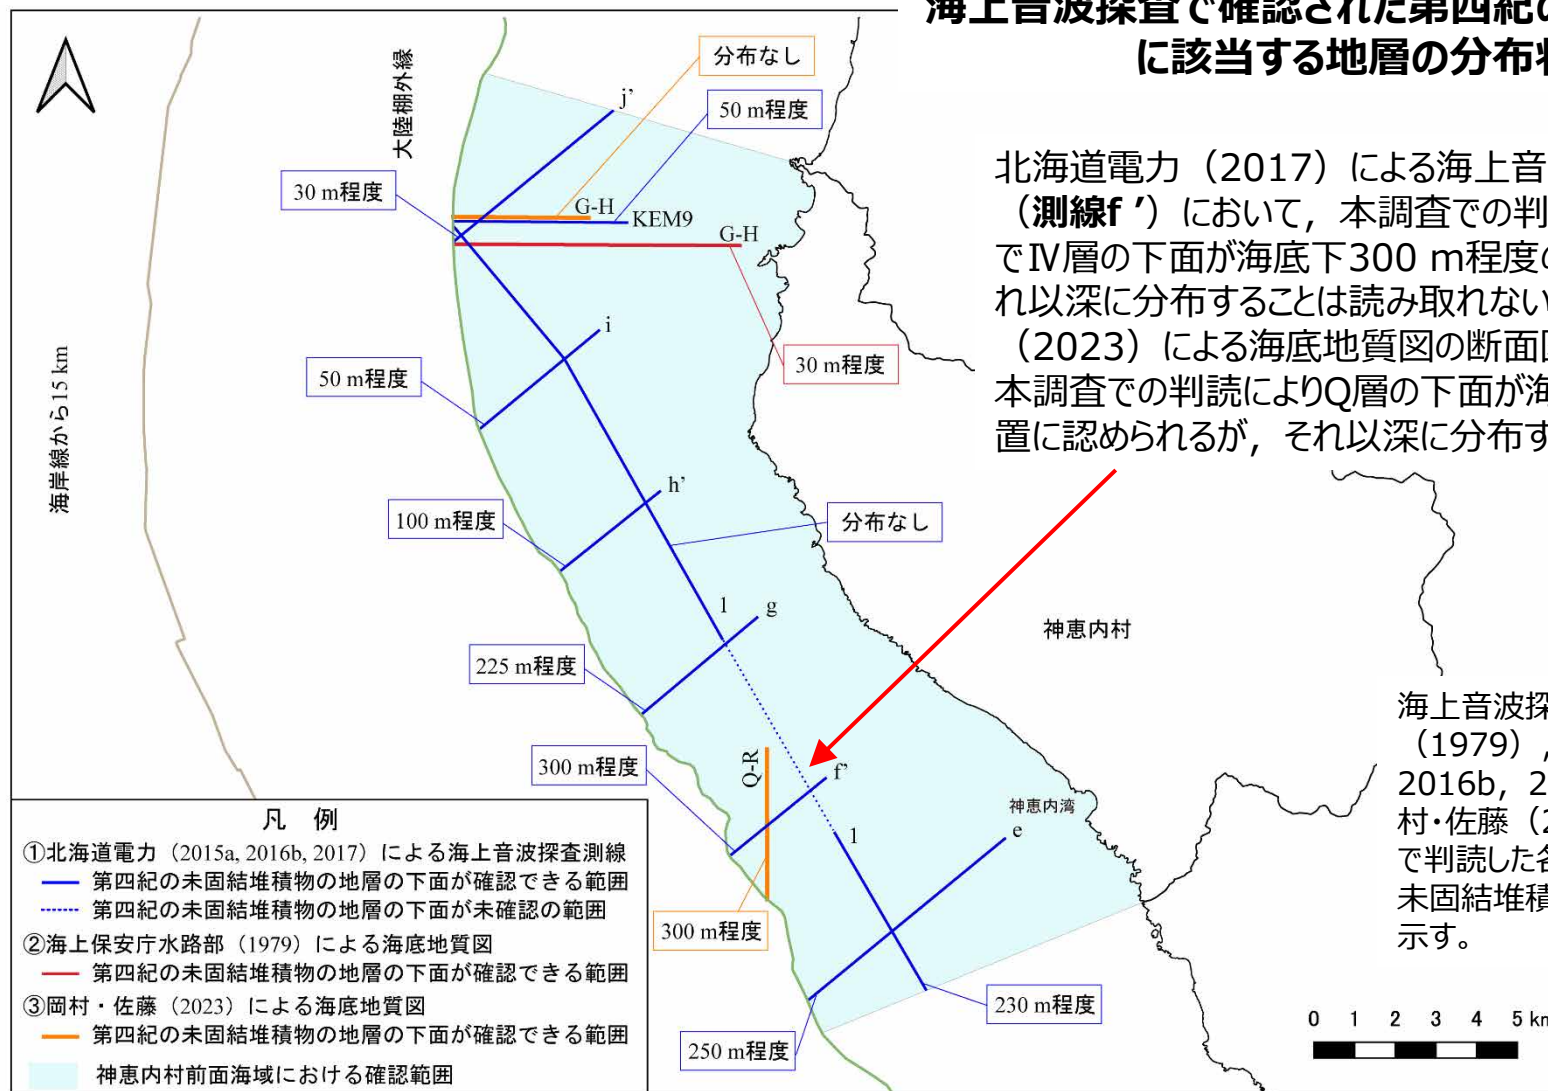 海上音波探査で確認された第四紀の
に該当する地層の分布
北海道電力（2017）による海上音
（測線f ’）において，本調査での判
でⅣ層の下面が海底下300 m程度の
れ以深に分布することは読み取れない
（2023）による海底地質図の断面図
本調査での判読によりQ層の下面が海
置に認められるが，それ以深に分布す
分布なし
50 m程度
大陸棚外縁
j’
30 m程度
G-H
KEM9
G-H
30 m程度
i
50 m程度
海岸線から15 km
h’
100 m程度
分布なし
l
g
神恵内村
225 m程度
Q-R
300 m程度
f’
l
神恵内湾
e
300 m程度
230 m程度
250 m程度
海上音波探
（1979），
2016b，2
村・佐藤（2
で判読した各
未固結堆積
示す。
凡　例
①北海道電力（2015a, 2016b, 2017）による海上音波探査測線
第四紀の未固結堆積物の地層の下面が確認できる範囲
第四紀の未固結堆積物の地層の下面が未確認の範囲
②海上保安庁水路部（1979）による海底地質図
第四紀の未固結堆積物の地層の下面が確認できる範囲
③岡村・佐藤（2023）による海底地質図
第四紀の未固結堆積物の地層の下面が確認できる範囲
神恵内村前面海域における確認範囲
0 1 2 3 4 5 km